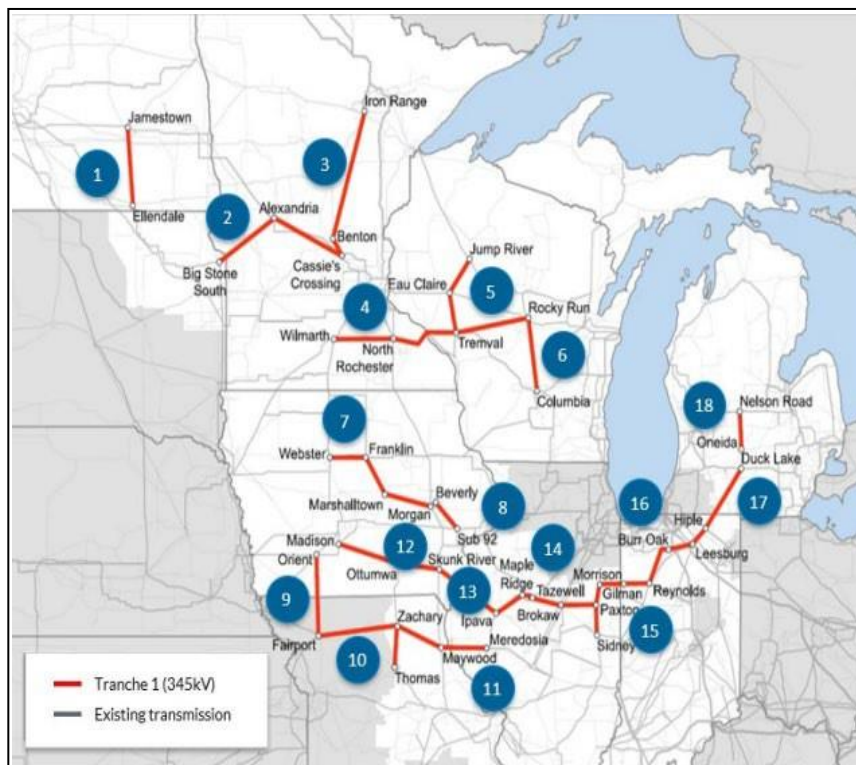 Iron Range
Jamestown
3
1
2
Alexandria
Ellendale
Benton
Jump River
Big Stone
South
Cassie's
Crossing
Eau Claire
5
4
Rocky Run
Wilmarth
North
Rochester
Tremval
6
18
Nelson Road
Columbia
7
Oneida
Webster
Franklin
Duck Lake
Marshalltown
Beverly
Morgan
8
16
17
Hiple
Sub 92
Burr Oak
Madison
12
14
Leesburg
Orient
Skunk River
Maple
Ridge
Ottumwa
13
Tazewell
Morrison
Gilman
Reynolds
9
Ipava
Brokaw
Paxton
Zachary
15
Fairport
Meredosia
Sidney
10
Maywood
Thomas
11
Tranche 1 (345kV)
Existing transmission